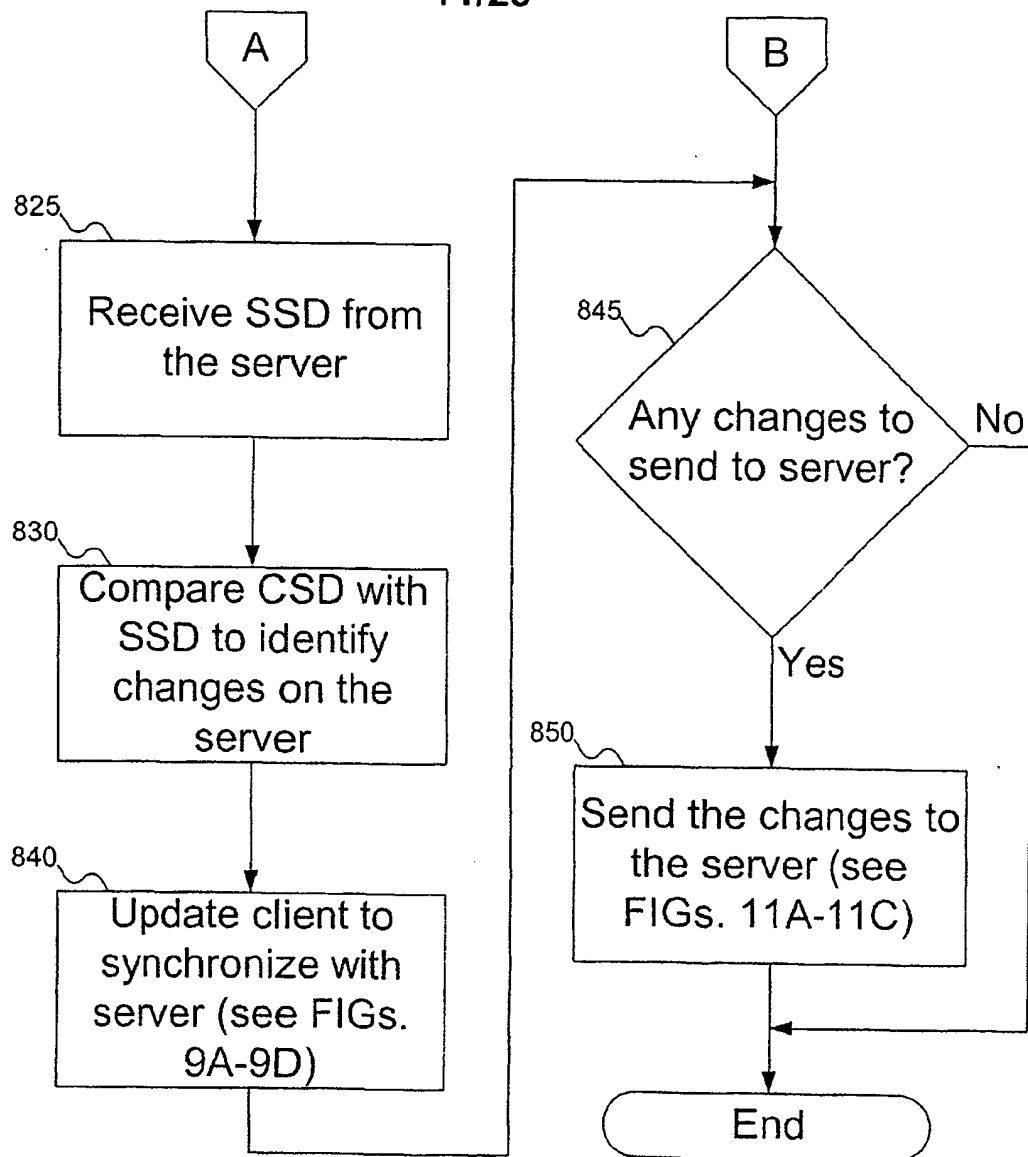 A
825
Receive SSD from
the server
830
Compare CSD with
SSD to identify
changes on the
server
840
Update client to
synchronize with
server (see FIGs.
9A-9D)
B
845
Any changes to
send to server?
No
Yes
850
Send the changes to
the server (see
FIGs. 11A-11C)
End